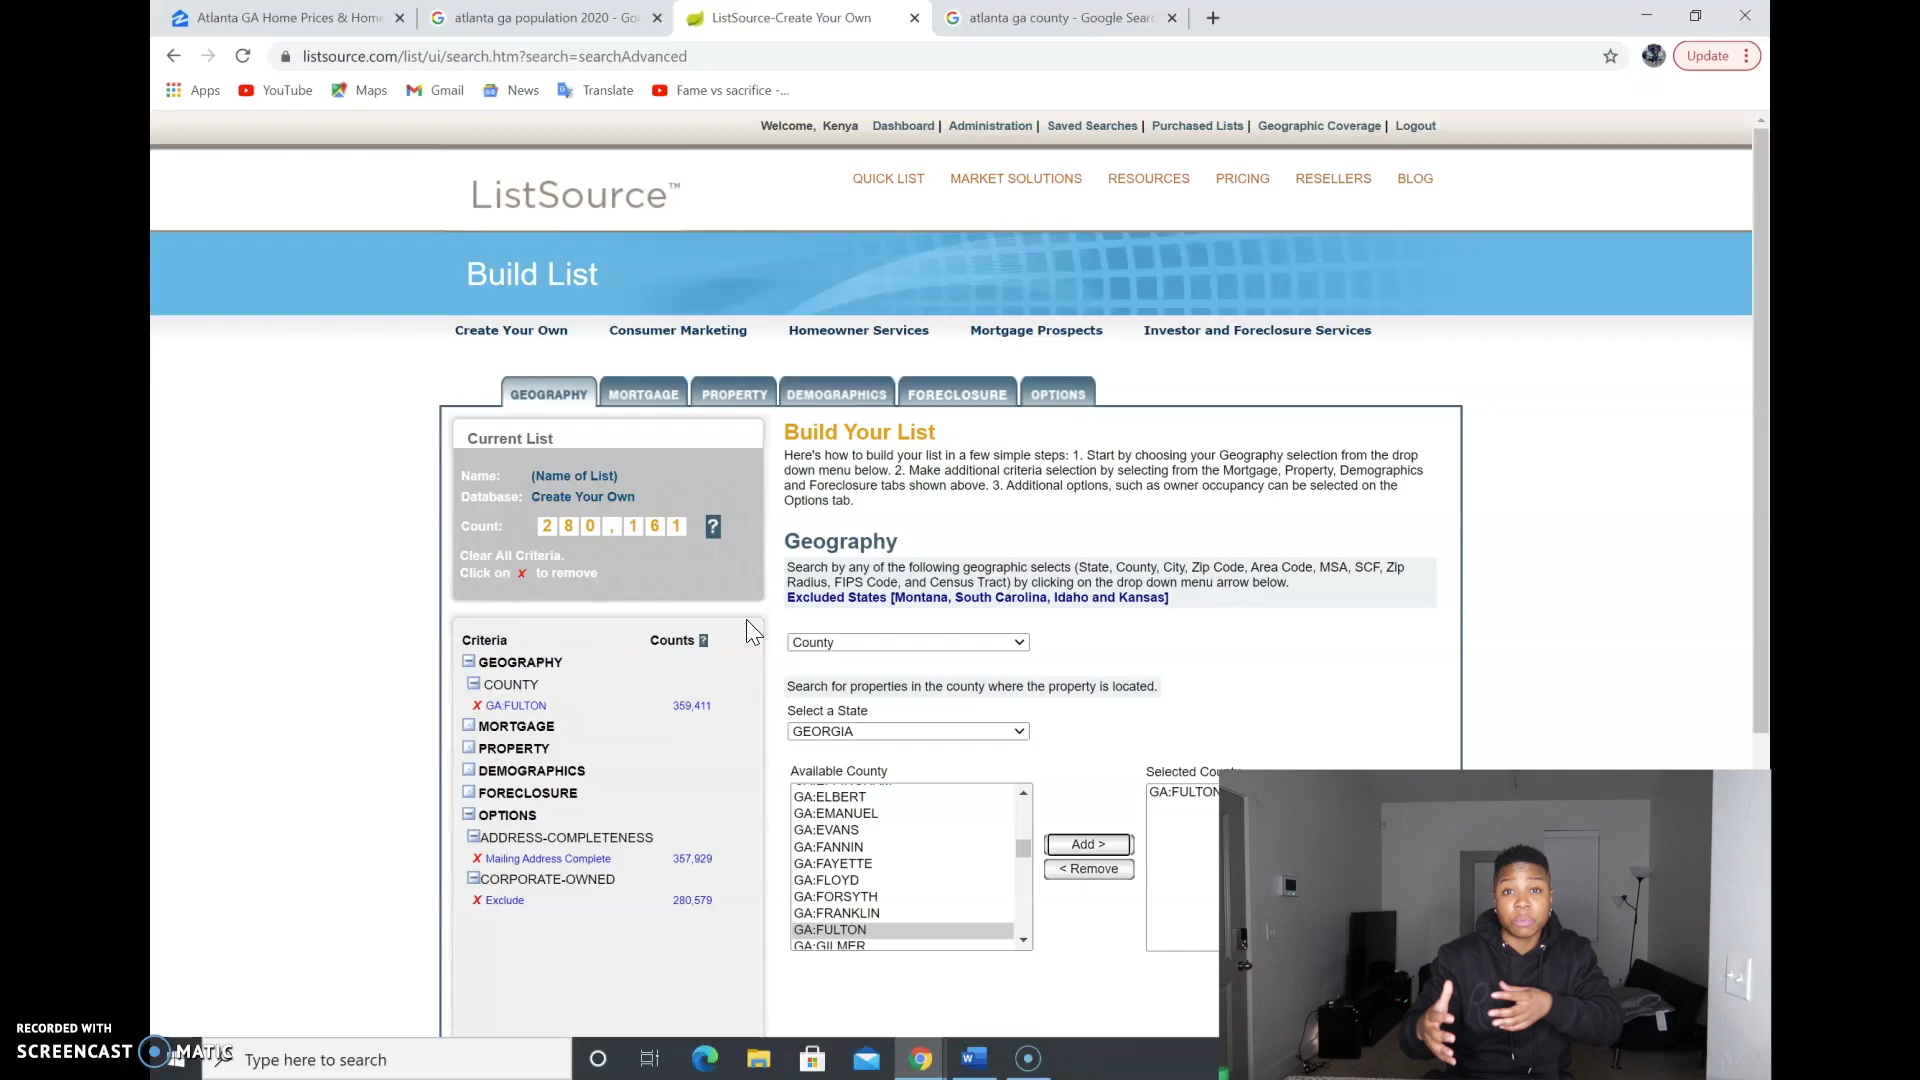 Atlanta GA Home Prices & Home
atlanta ga population 2020 - Go
ListSource-Create Your Own
atlanta ga county - Google Searc
listsource.com/list/ui/search.htm?search=searchAdvanced
Update
Apps
YouTube
Maps
Gmail
News
Translate
Fame vs sacrifice -...
Welcome, Kenya Dashboard | Administration | Saved Searches | Purchased Lists | Geographic Coverage | Logout
ListSource™
QUICK LIST MARKET SOLUTIONS RESOURCES PRICING RESELLERS BLOG
Build List
Create Your Own Consumer Marketing Homeowner Services Mortgage Prospects Investor and Foreclosure Services
GEOGRAPHY MORTGAGE PROPERTY DEMOGRAPHICS FORECLOSURE OPTIONS
Current List
Name: (Name of List)
Database: Create Your Own
Count: 280,161 ?
Clear All Criteria.
Click on x to remove
Criteria Counts ?
GEOGRAPHY
COUNTY
X GA:FULTON 359,411
MORTGAGE
PROPERTY
DEMOGRAPHICS
FORECLOSURE
OPTIONS
ADDRESS-COMPLETENESS
X Mailing Address Complete 357,929
CORPORATE-OWNED
X Exclude 280,579
Build Your List
Here's how to build your list in a few simple steps: 1. Start by choosing your Geography selection from the drop
down menu below. 2. Make additional criteria selection by selecting from the Mortgage, Property, Demographics
and Foreclosure tabs shown above. 3. Additional options, such as owner occupancy can be selected on the
Options tab.
Geography
Search by any of the following geographic selects (State, County, City, Zip Code, Area Code, MSA, SCF, Zip
Radius, FIPS Code, and Census Tract) by clicking on the drop down menu arrow below.
Excluded States [Montana, South Carolina, Idaho and Kansas]
County
Search for properties in the county where the property is located.
Select a State
GEORGIA
Available County
GA:ELBERT
GA:EMANUEL
GA:EVANS
GA:FANNIN
GA:FAYETTE
GA:FLOYD
GA:FORSYTH
GA:FRANKLIN
GA:FULTON
GA:GILMER
Add >
< Remove
Selected
GA:FULTON
RECORDED WITH
SCREENCAST MATIC
Type here to search